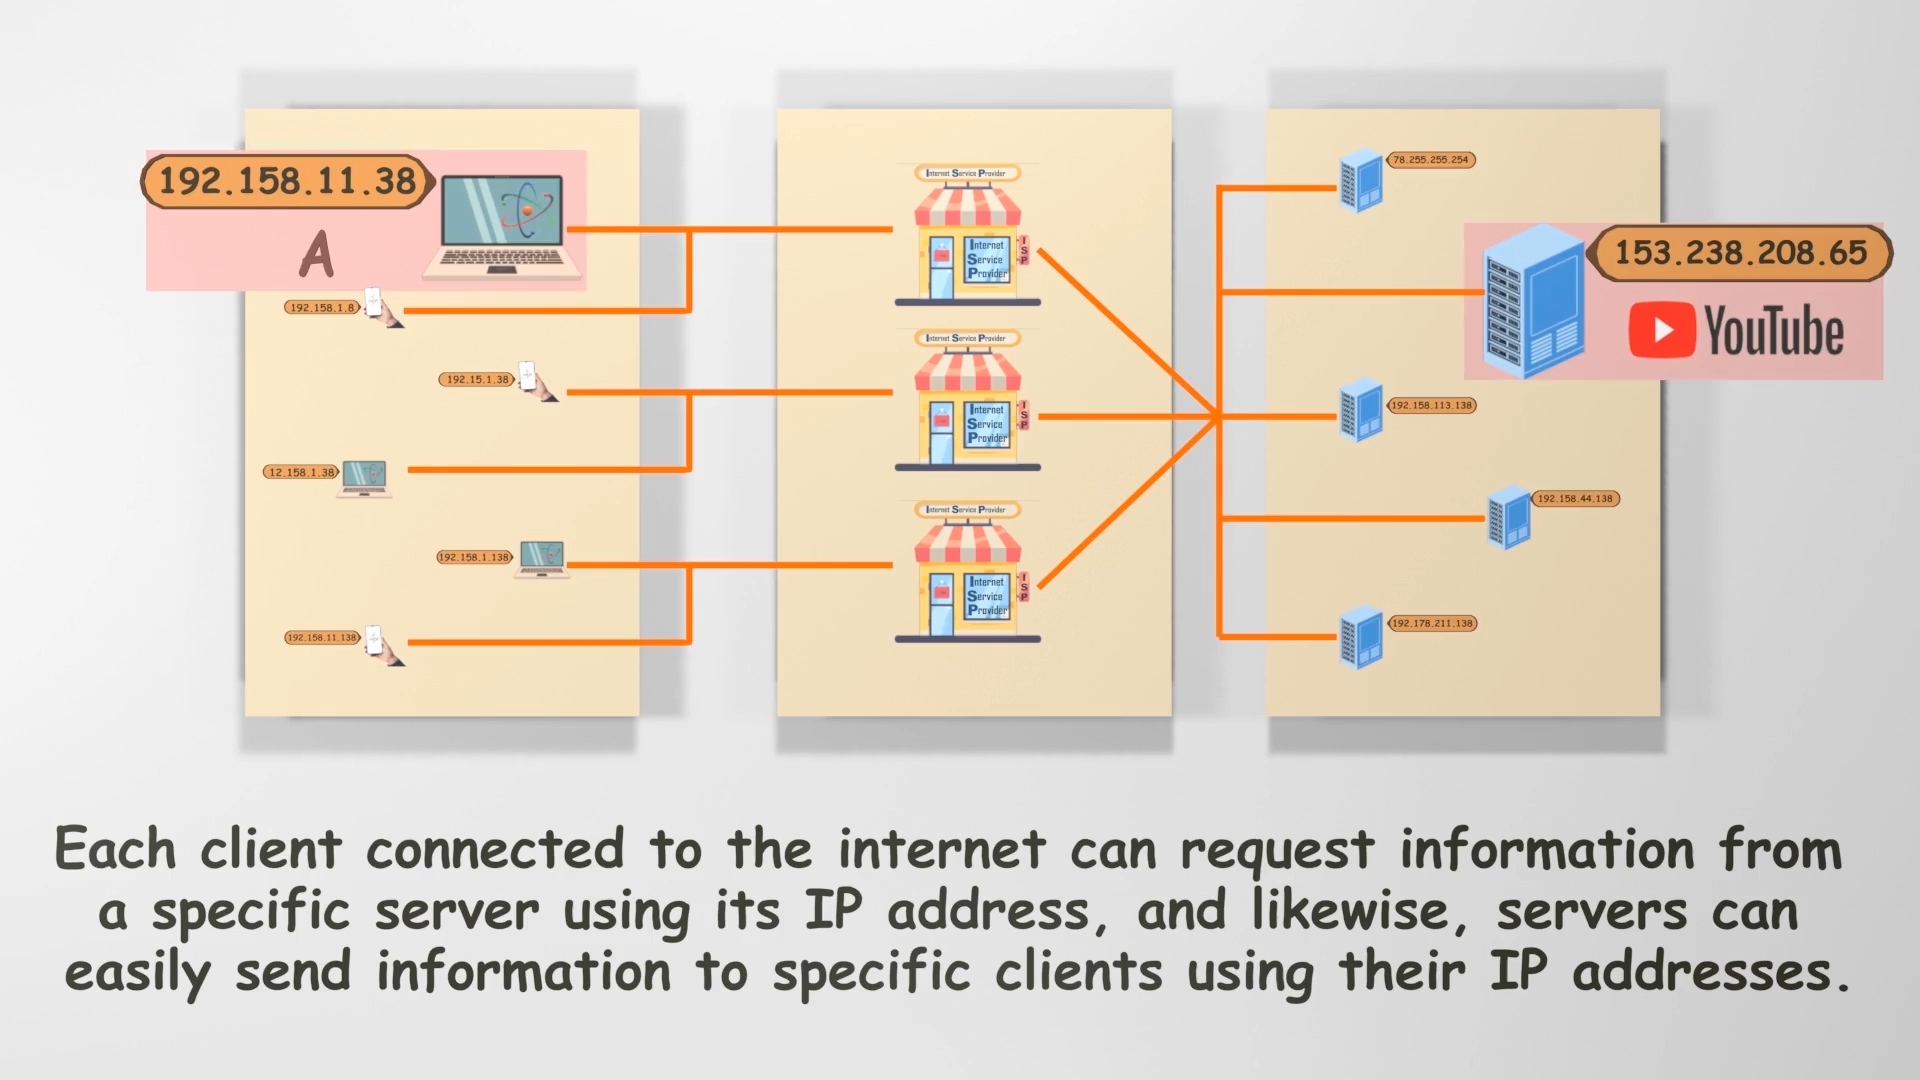 192.158.11.38
A
192.158.1.8
192.15.1.38
12.158.1.38
192.158.1.138
192.158.11.138
Internet Service Provider
Internet
Service
Provider
ISP
Internet Service Provider
Internet
Service
Provider
ISP
Internet Service Provider
Internet
Service
Provider
ISP
78.255.255.254
153.238.208.65
YouTube
192.158.113.138
192.158.44.138
192.178.211.138
Each client connected to the internet can request information from
a specific server using its IP address, and likewise, servers can
easily send information to specific clients using their IP addresses.